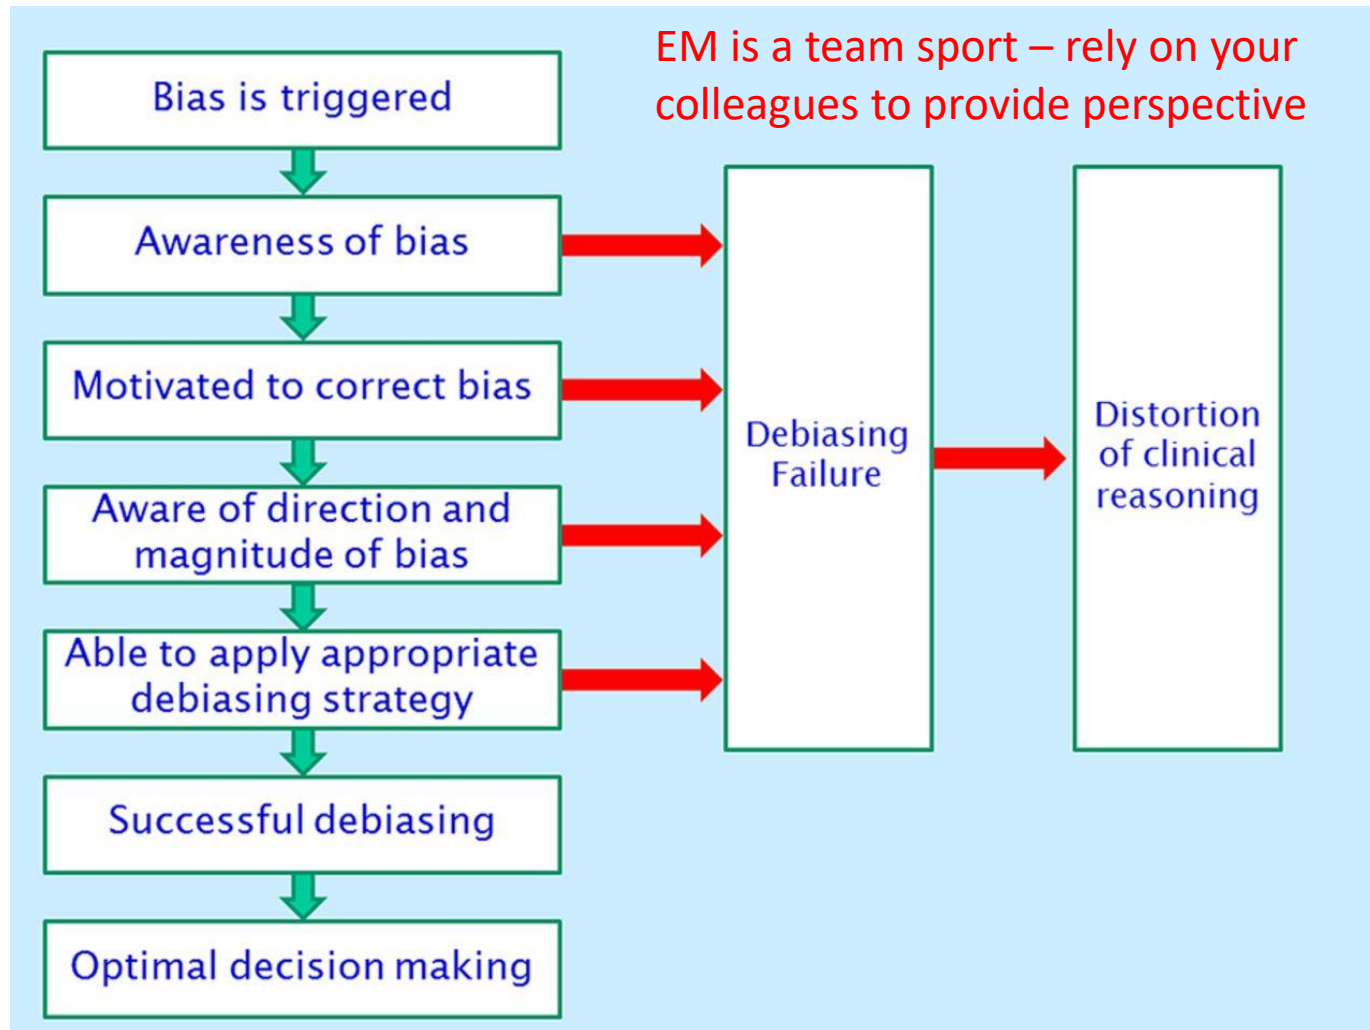 EM is a team sport – rely on your
colleagues to provide perspective
Bias is triggered
Awareness of bias
Motivated to correct bias
Aware of direction and
magnitude of bias
Able to apply appropriate
debiasing strategy
Successful debiasing
Optimal decision making
Debiasing
Failure
Distortion
of clinical
reasoning